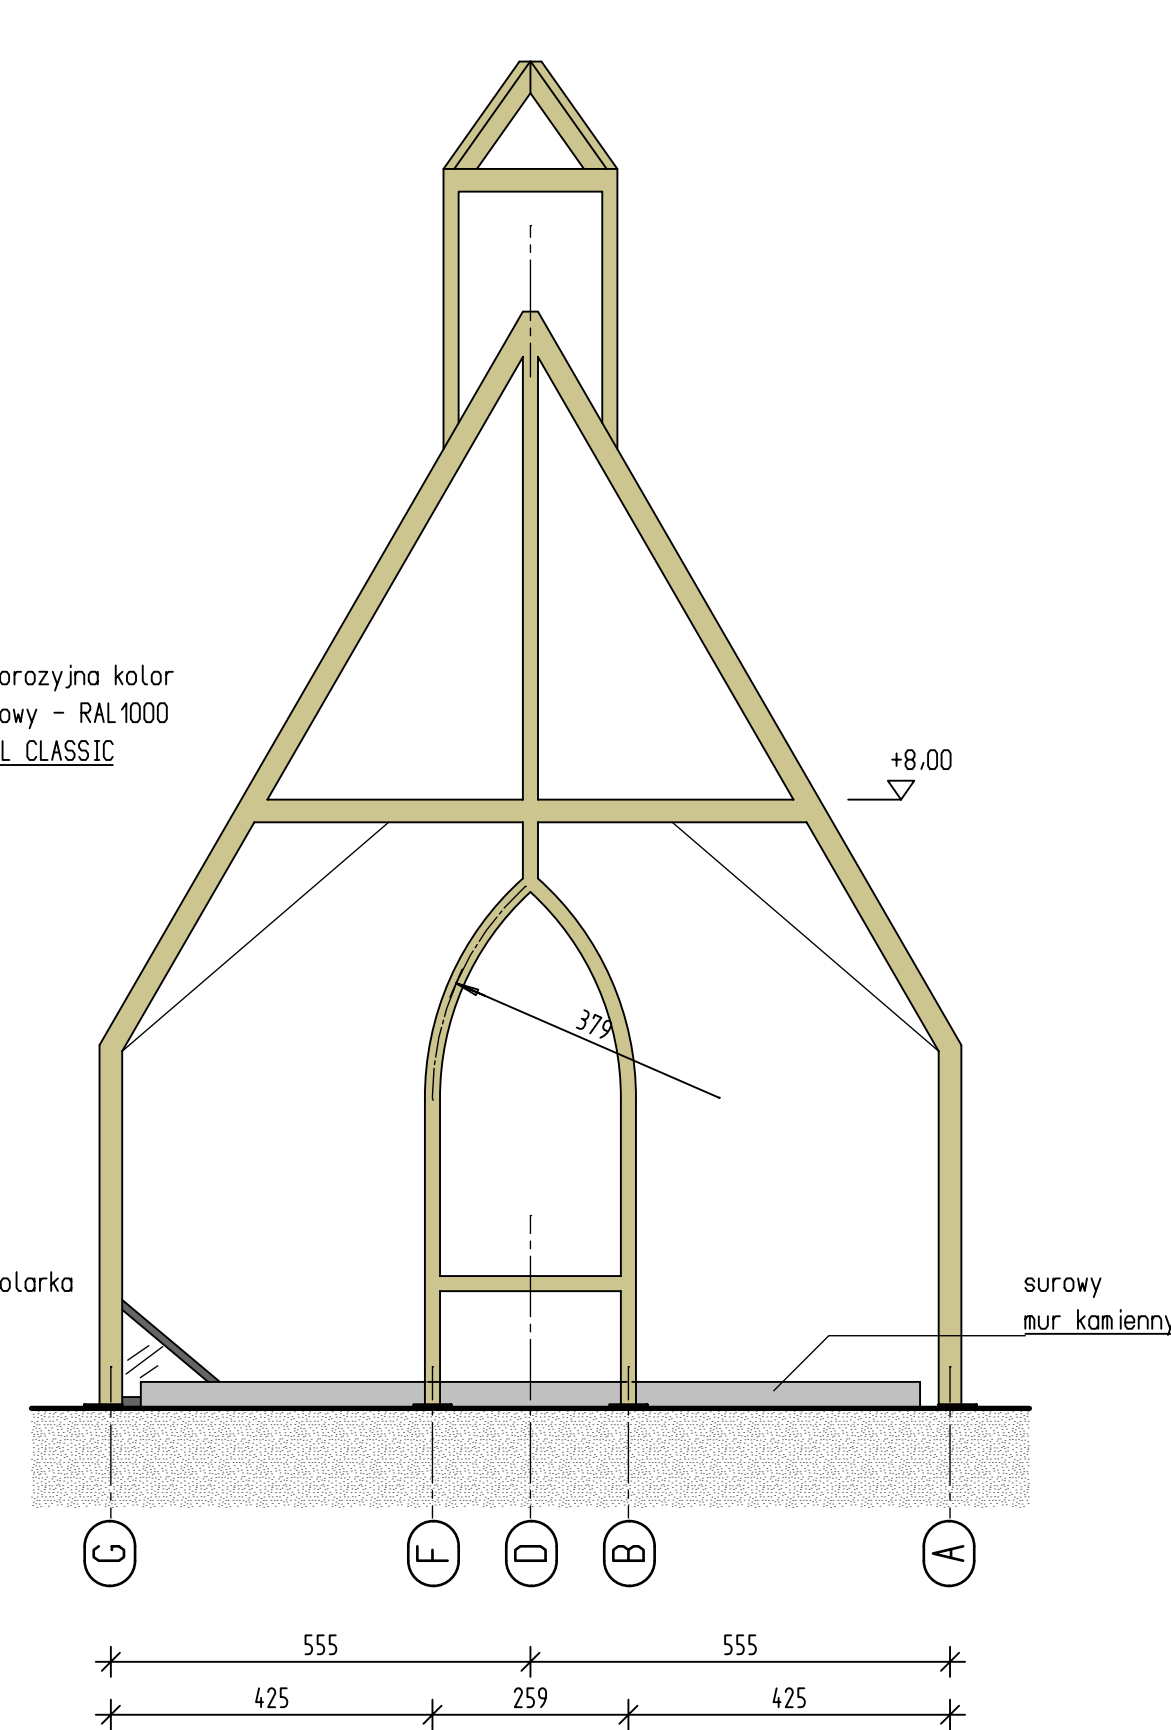 orozyjna kolor
owy - RAL1000
L CLASSIC
+8,00
379
olarka
surowy
mur kamienny
G
F
D
B
A
555
555
425
259
425